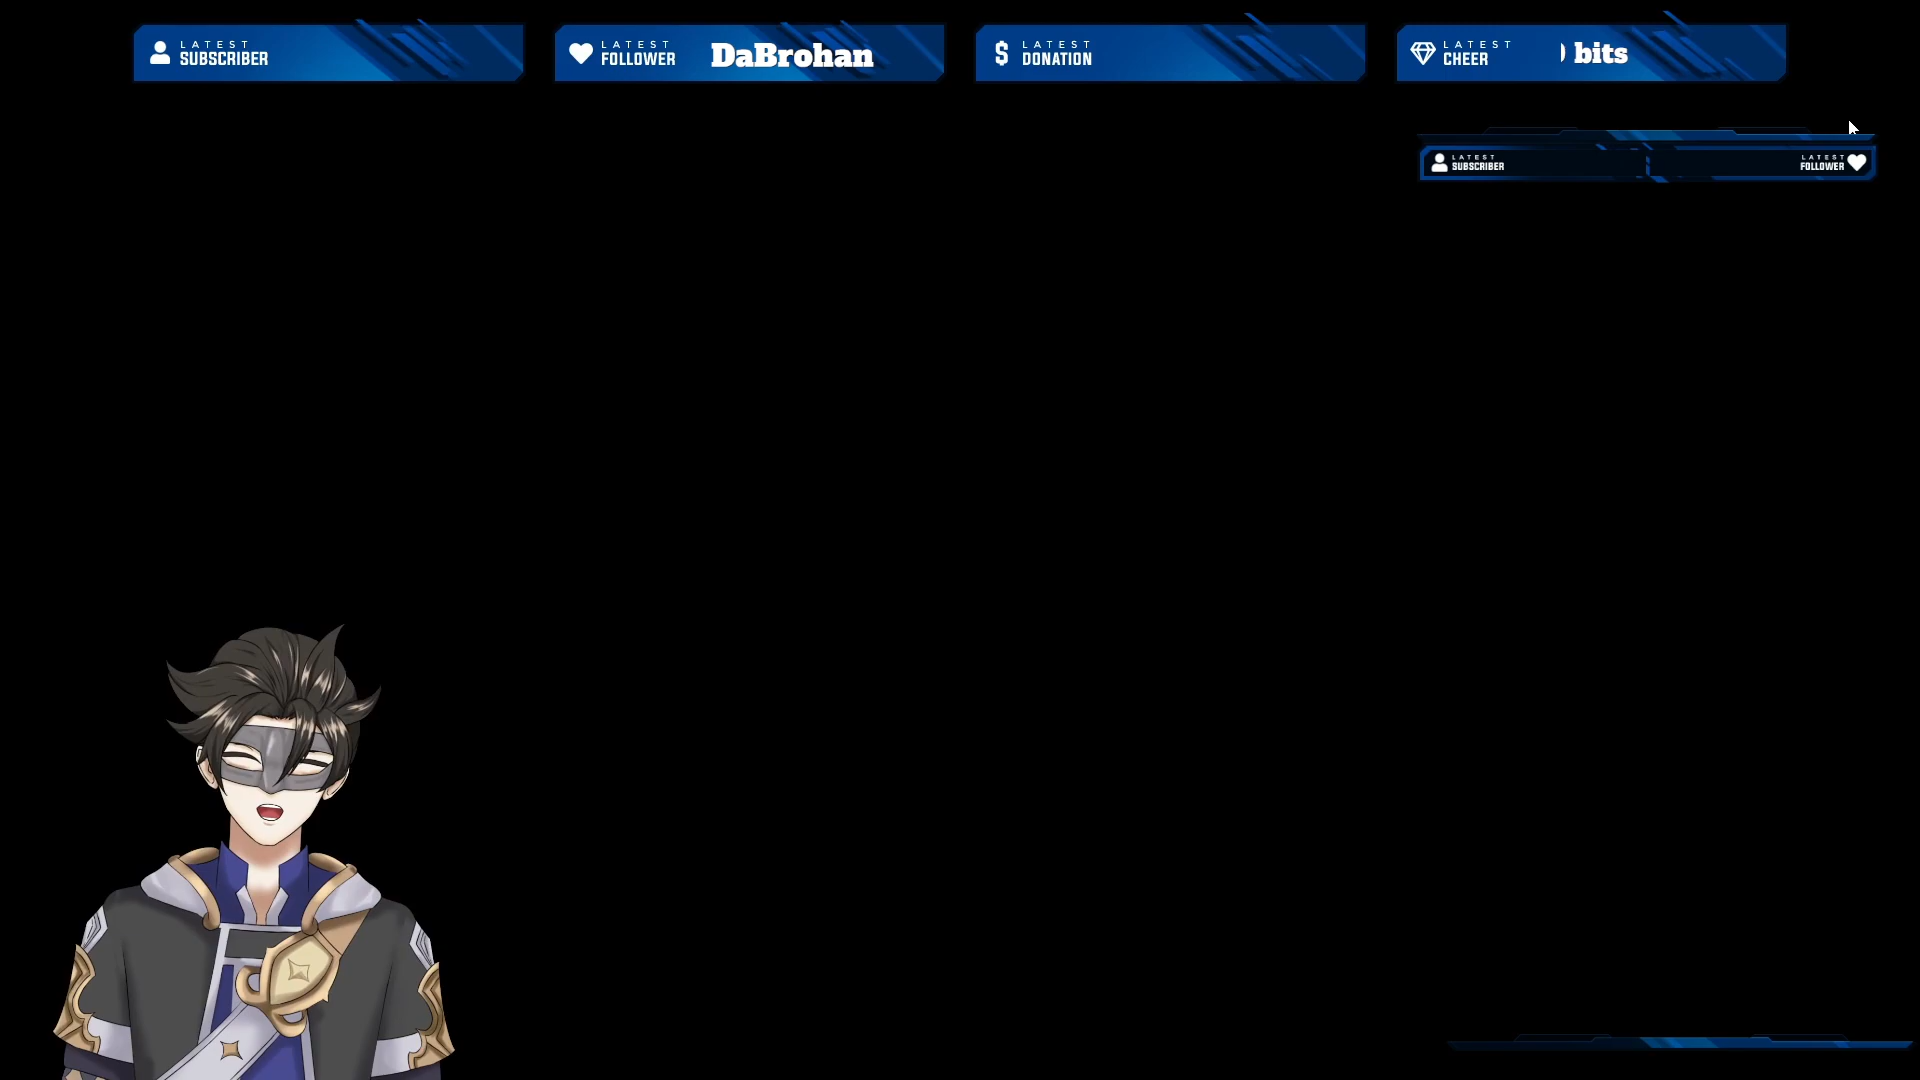 LATEST
SUBSCRIBER
LATEST
FOLLOWER
DaBrohan
LATEST
DONATION
LATEST
CHEER
bits
LATEST
SUBSCRIBER
LATEST
FOLLOWER